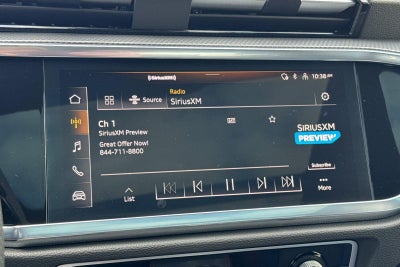 SiriusXM
10:38 AM
Source
Radio
SiriusXM
Ch 1
SiriusXM Preview
Great Offer Now!
844-711-8800
SIRIUSXM
PREVIEW
Subscribe
List
More